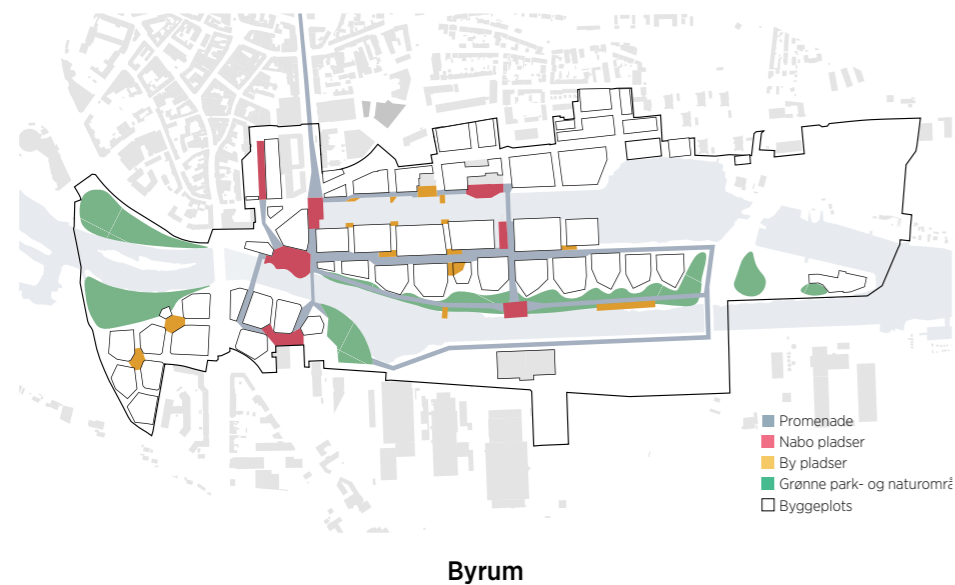 Promenade
Nabo pladser
By pladser
Grønne park- og naturområ
Byggeplots
Byrum